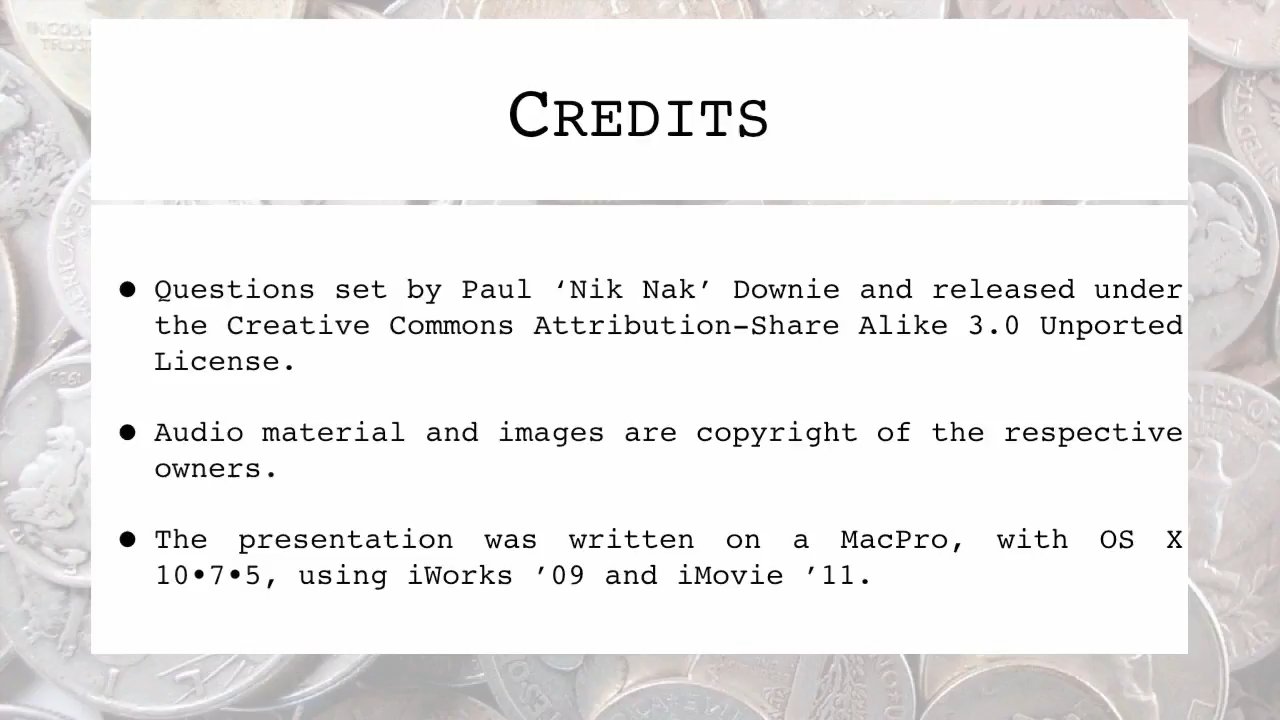 Credits
● Questions set by Paul ‘Nik Nak’ Downie and released under
the Creative Commons Attribution-Share Alike 3.0 Unported
License.
● Audio material and images are copyright of the respective
owners.
● The presentation was written on a MacPro, with OS X
10•7•5, using iWorks ’09 and iMovie ’11.